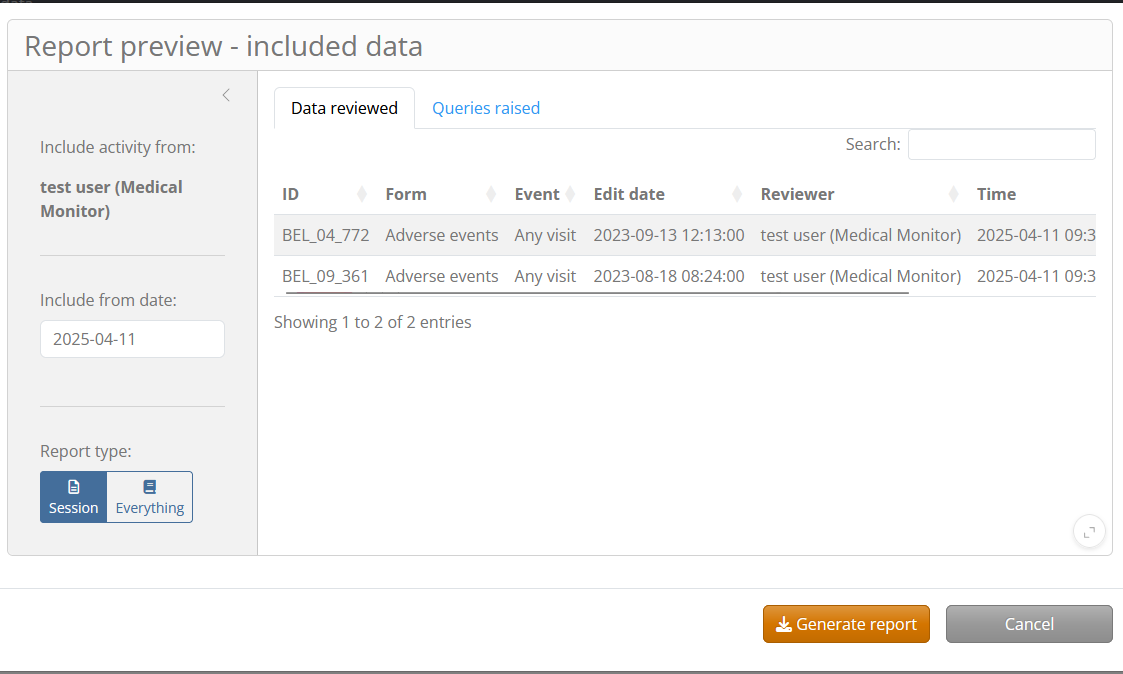 Report preview - included data
Include activity from:
test user (Medical
Monitor)
Include from date:
2025-04-11
Report type:
Session
Everything
Data reviewed
Queries raised
Search:
ID Form Event Edit date Reviewer Time
BEL_04_772 Adverse events Any visit 2023-09-13 12:13:00 test user (Medical Monitor) 2025-04-11 09:3
BEL_09_361 Adverse events Any visit 2023-08-18 08:24:00 test user (Medical Monitor) 2025-04-11 09:3
Showing 1 to 2 of 2 entries
Generate report
Cancel